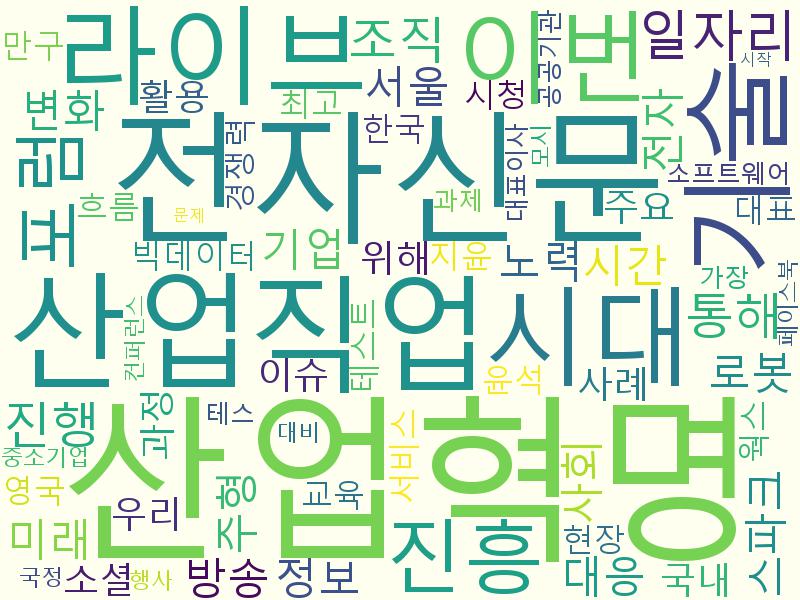 만구
라이브
조직
이번
공공기관
일자리
시작
변화
활용
최고
서울
시청
전자
기술
럼
경쟁력
전자신문
한국
대표이사
모시
소프트웨어
포
흐름
문제
과제
주요
대표
빅데이터
기업
위해
지윤
노력
시간
가장
페이스북
산업직업
시대
통해
컨퍼런스
테스트
이슈
윤석
사례
로봇
진행
과정
테스
대비
산업혁명
서비스
사회
웍스
중소기업
영국
주형
교육
우리
미래
진흥
현장
스파크
국정
소셜
행사
방송
정보
대응
국내